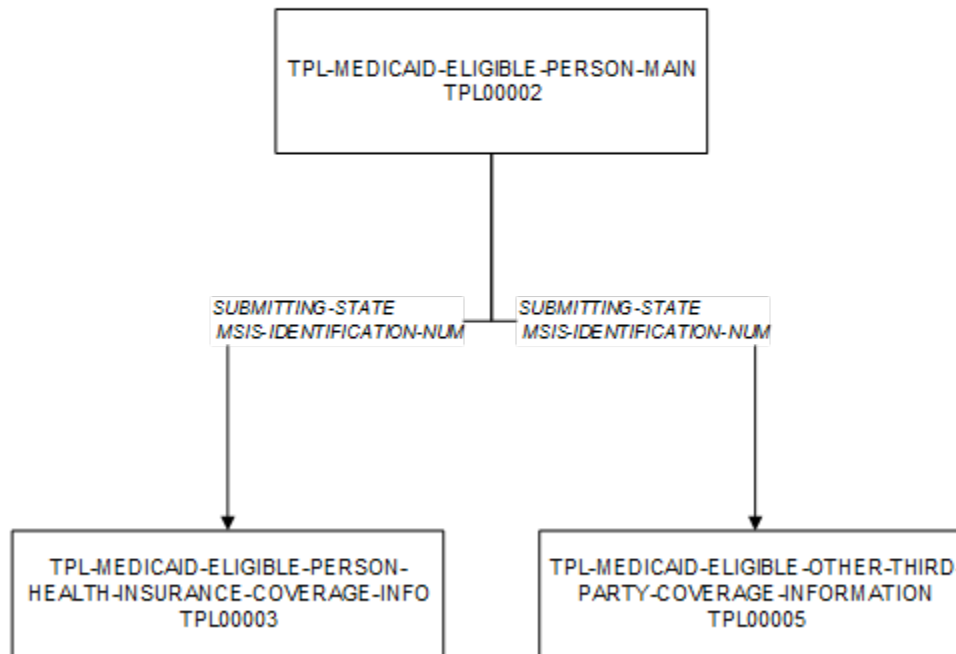 TPL-MEDICAID-ELIGIBLE-PERSON-MAIN
TPL00002
SUBMITTING-STATE
MSIS-IDENTIFICATION-NUM
SUBMITTING-STATE
MSIS-IDENTIFICATION-NUM
TPL-MEDICAID-ELIGIBLE-PERSON-
HEALTH-INSURANCE-COVERAGE-INFO
TPL00003
TPL-MEDICAID-ELIGIBLE-OTHER-THIRD
PARTY-COVERAGE-INFORMATION
TPL00005